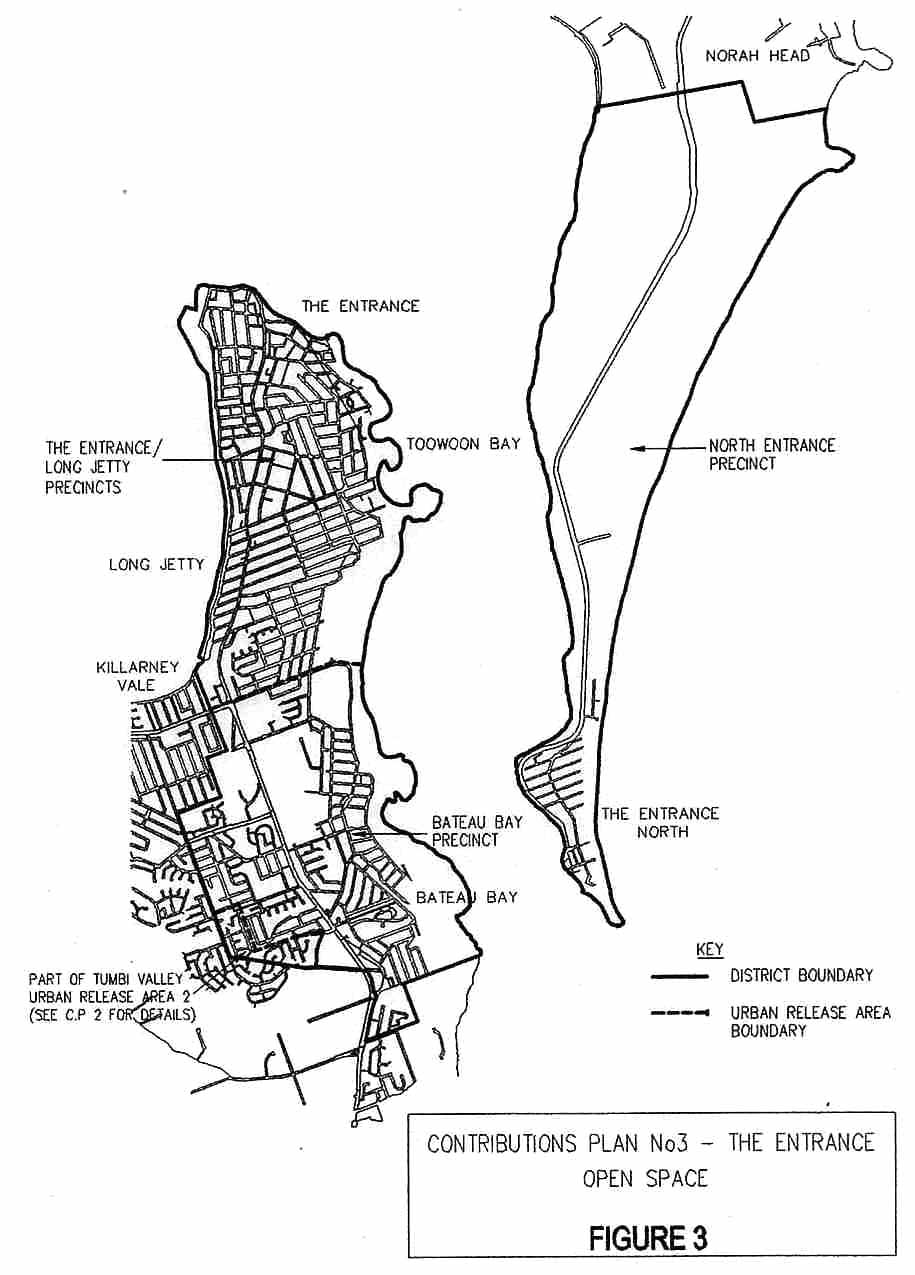 NORAH HEAD
THE ENTRANCE
THE ENTRANCE/
LONG JETTY
PRECINCTS
TOOWOON BAY
NORTH ENTRANCE
PRECINCT
LONG JETTY
KILLARNEY
VALE
THE ENTRANCE
NORTH
BATEAU BAY
PRECINCT
BATEAU BAY
PART OF TUMBI VALLEY
URBAN RELEASE AREA 2
(SEE C.P 2 FOR DETAILS)
KEY
DISTRICT BOUNDARY
URBAN RELEASE AREA
BOUNDARY
CONTRIBUTIONS PLAN No3 - THE ENTRANCE
OPEN SPACE
FIGURE 3